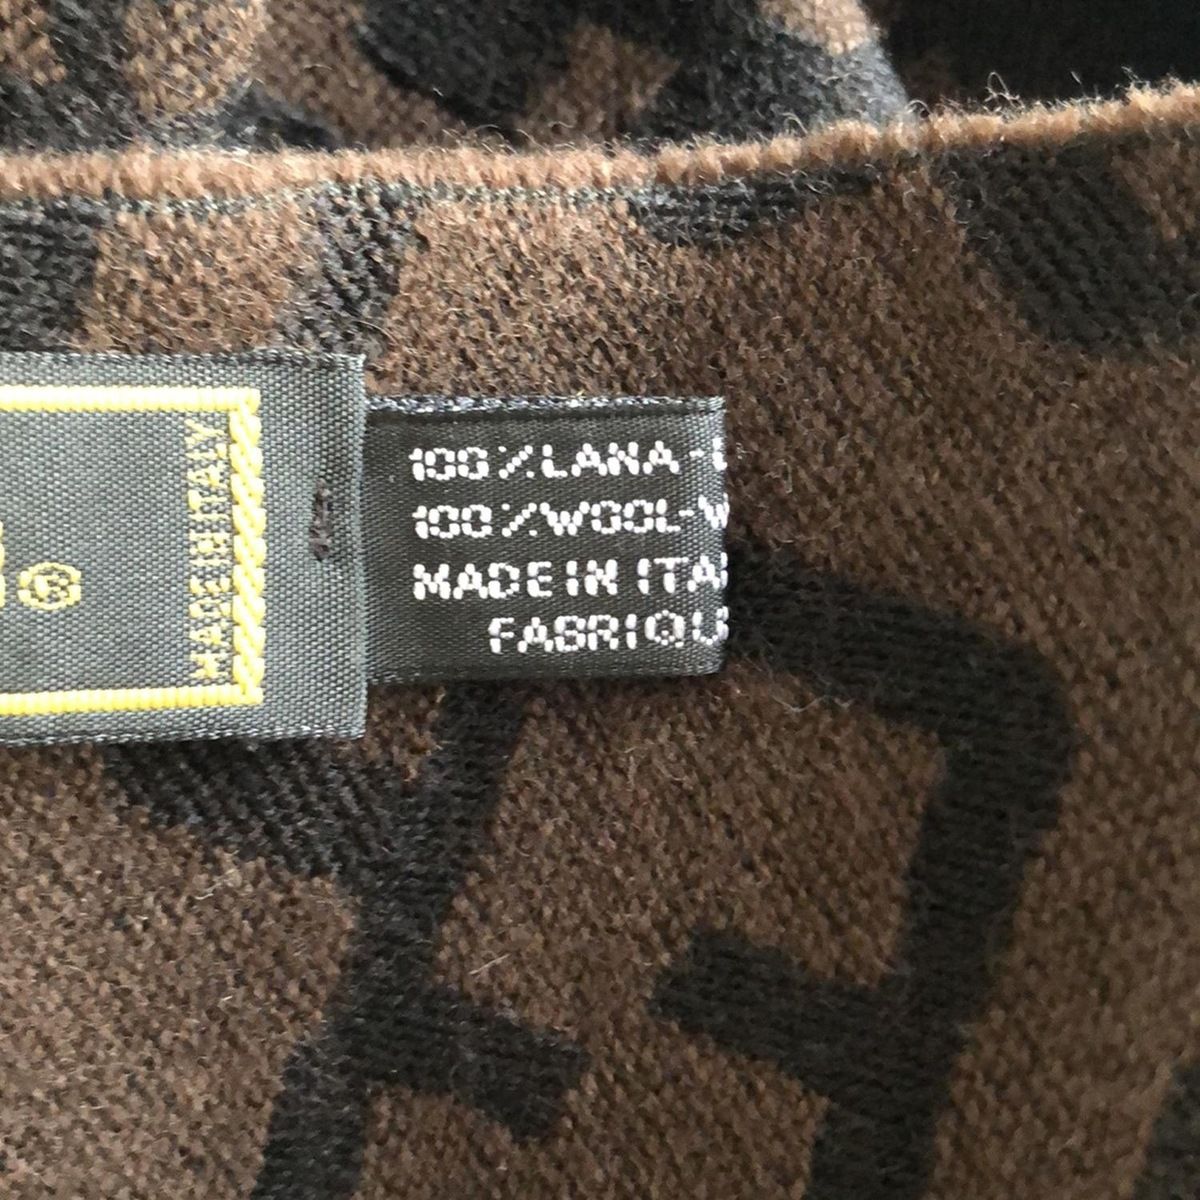 MADE IN ITALY
®
100%LANA-
100%WOOL-W
MADE IN ITA
FABRIQU